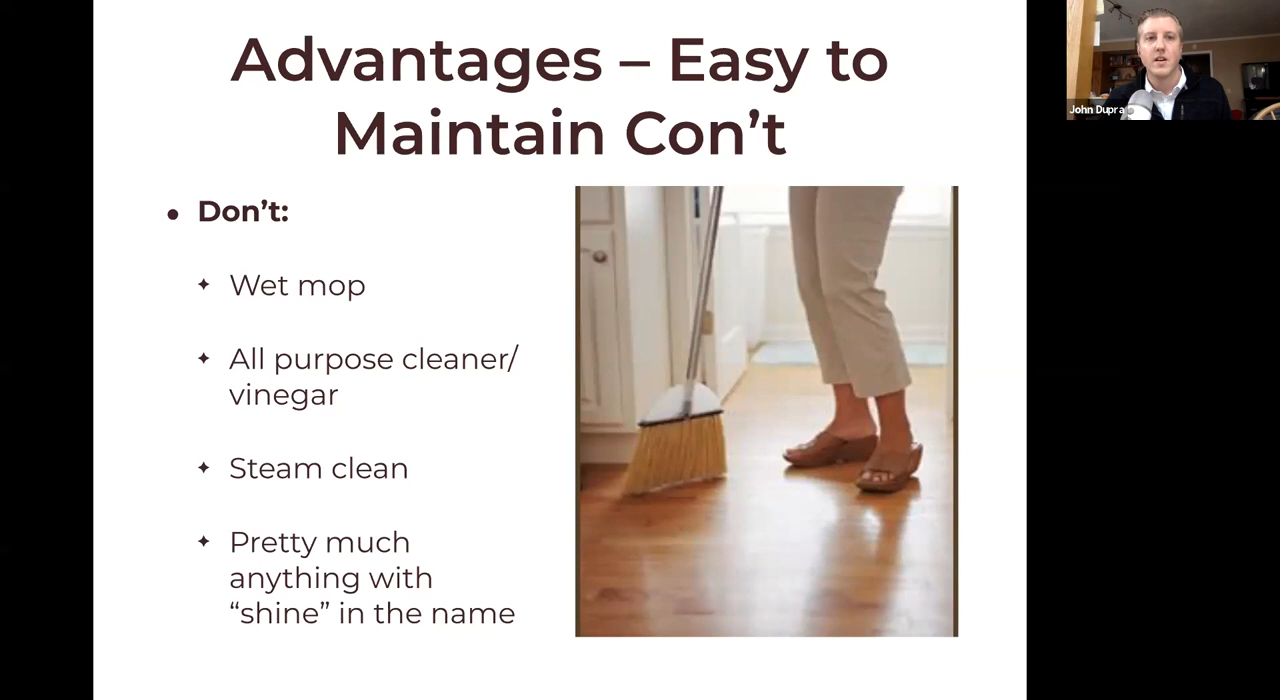 Advantages – Easy to
Maintain Con’t
Don’t:
Wet mop
All purpose cleaner/
vinegar
Steam clean
Pretty much
anything with
“shine” in the name
John